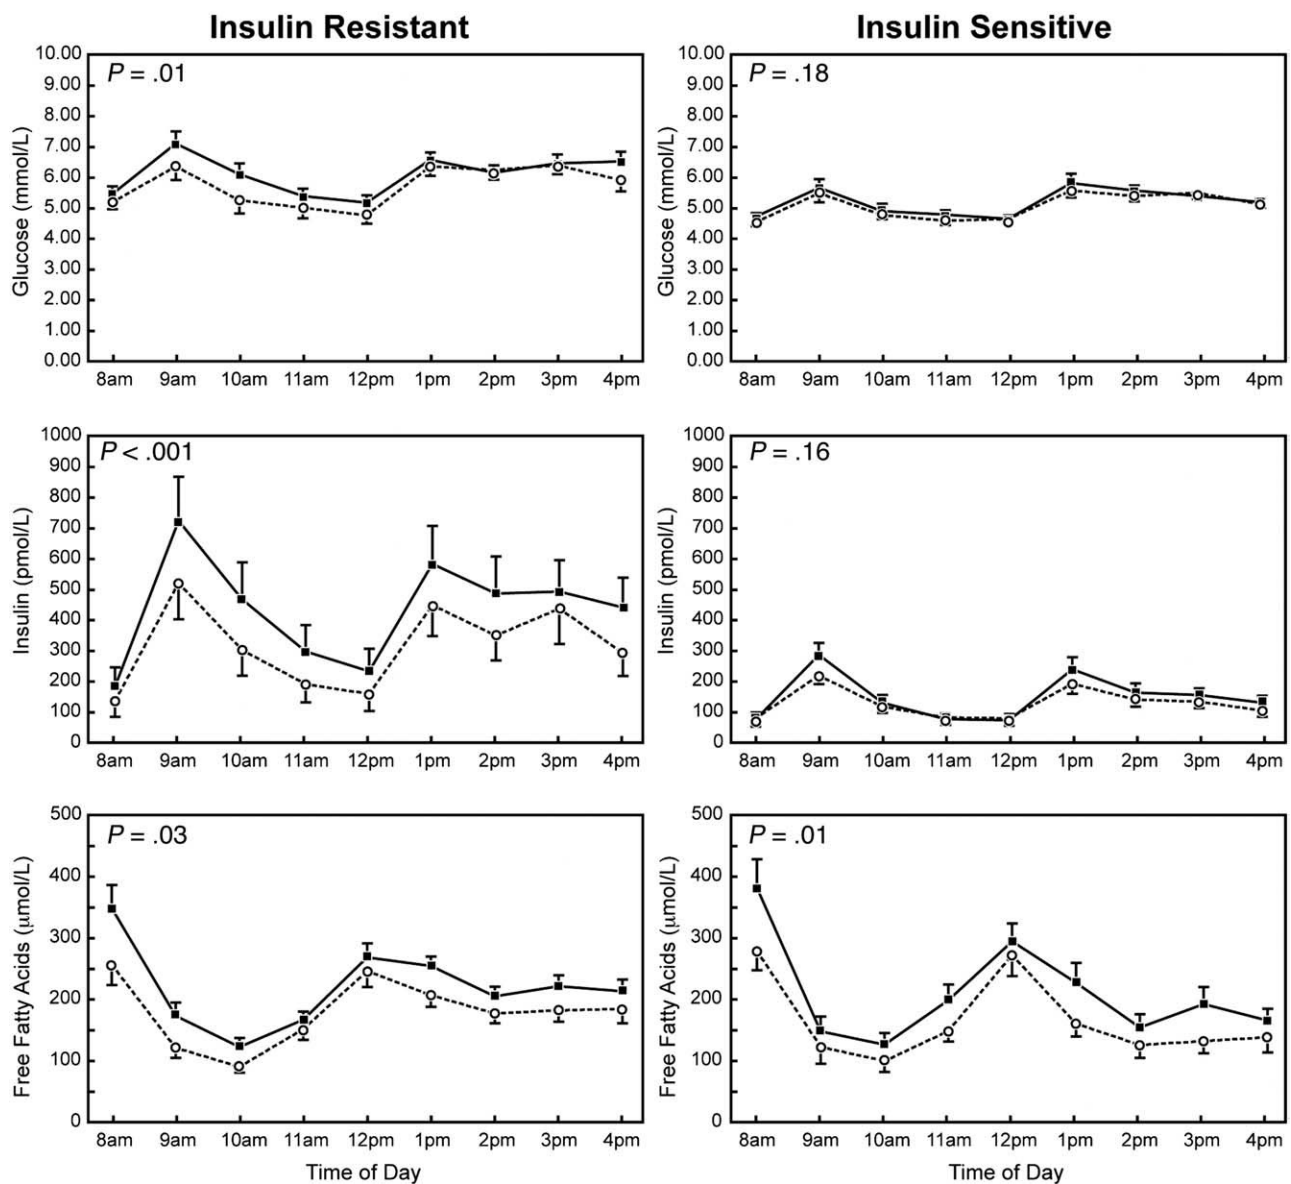 Insulin Resistant
10.00
P = .01
9.00
8.00
7.00
6.00
5.00
4.00
3.00
2.00
1.00
0.00
Glucose (mmol/L)
8am 9am 10am 11am 12pm 1pm 2pm 3pm 4pm
Insulin Sensitive
10.00
P = .18
9.00
8.00
7.00
6.00
5.00
4.00
3.00
2.00
1.00
0.00
Glucose (mmol/L)
8am 9am 10am 11am 12pm 1pm 2pm 3pm 4pm
1000
P < .001
900
800
700
600
500
400
300
200
100
0
Insulin (pmol/L)
8am 9am 10am 11am 12pm 1pm 2pm 3pm 4pm
1000
P = .16
900
800
700
600
500
400
300
200
100
0
Insulin (pmol/L)
8am 9am 10am 11am 12pm 1pm 2pm 3pm 4pm
500
P = .03
400
300
200
100
0
Free Fatty Acids (μmol/L)
8am 9am 10am 11am 12pm 1pm 2pm 3pm 4pm
Time of Day
500
P = .01
400
300
200
100
0
Free Fatty Acids (μmol/L)
8am 9am 10am 11am 12pm 1pm 2pm 3pm 4pm
Time of Day